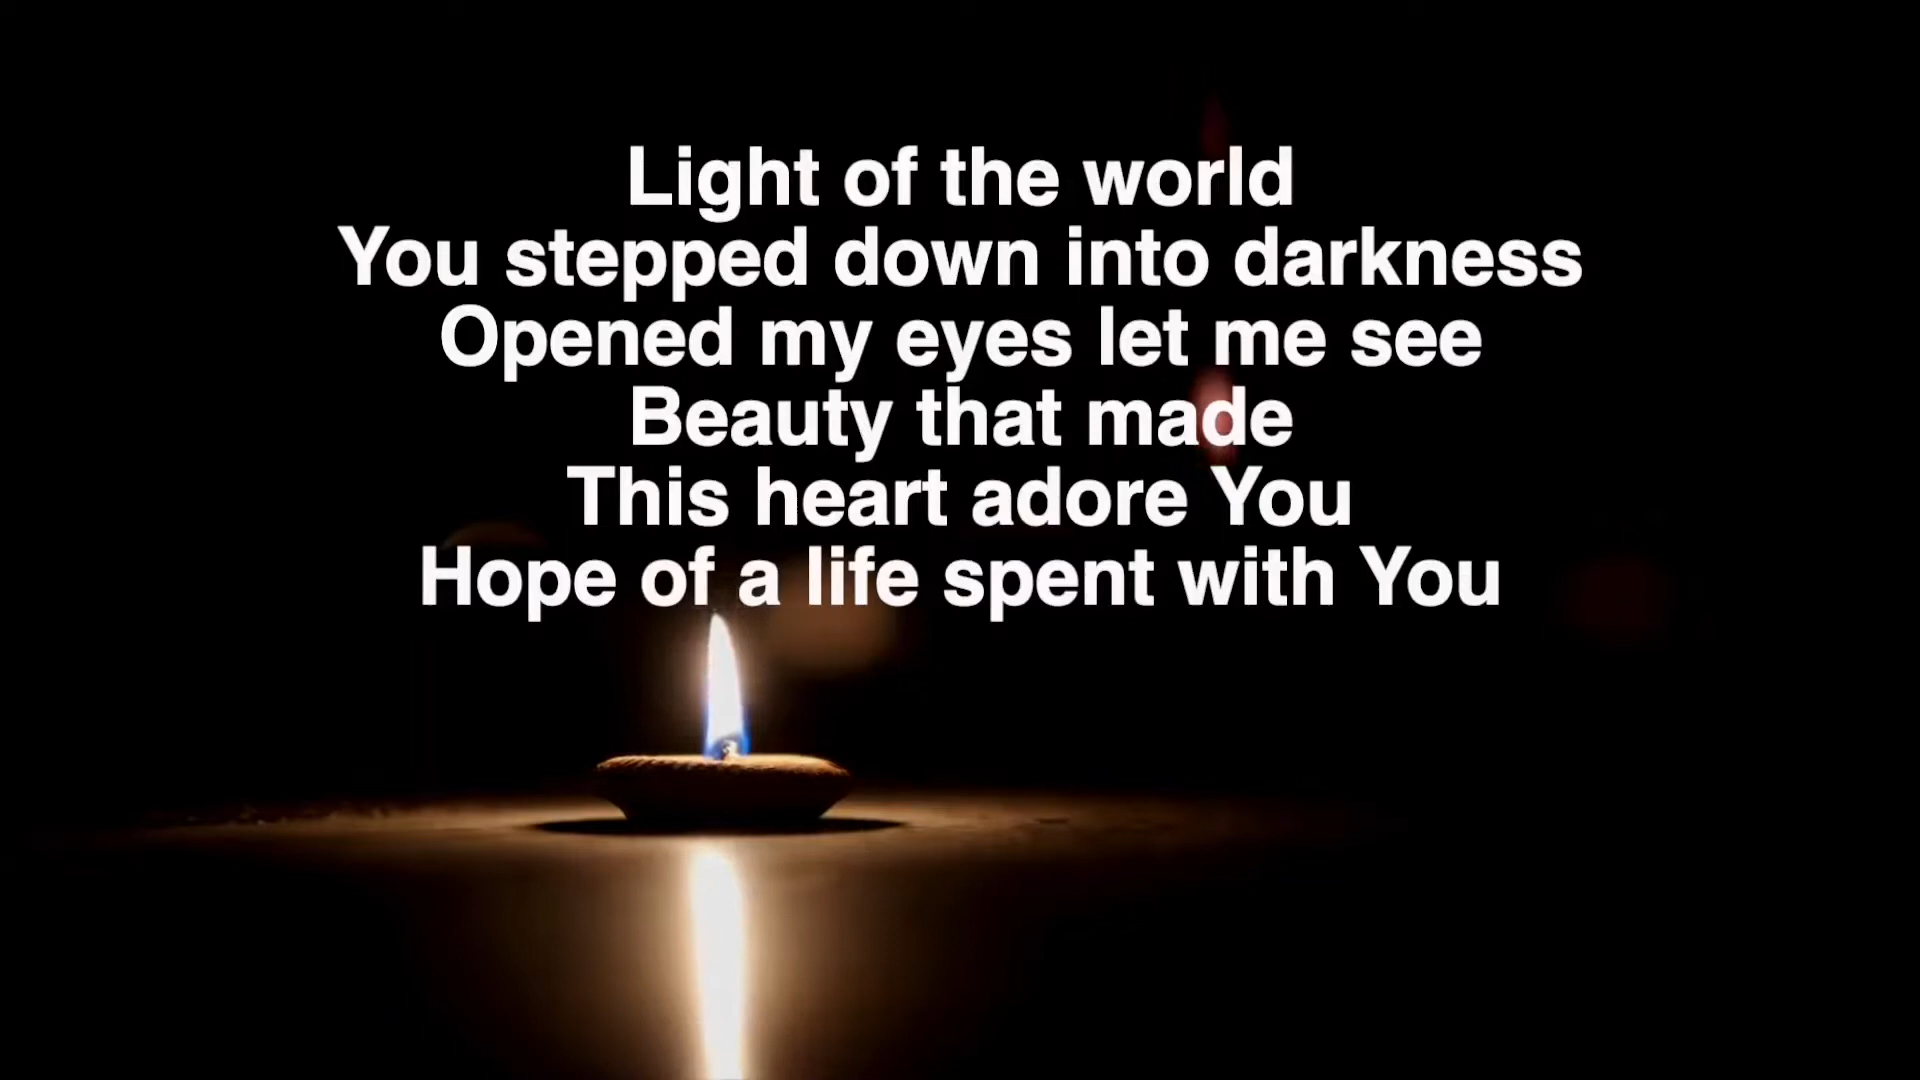 Light of the world
You stepped down into darkness
Opened my eyes let me see
Beauty that made
This heart adore You
Hope of a life spent with You